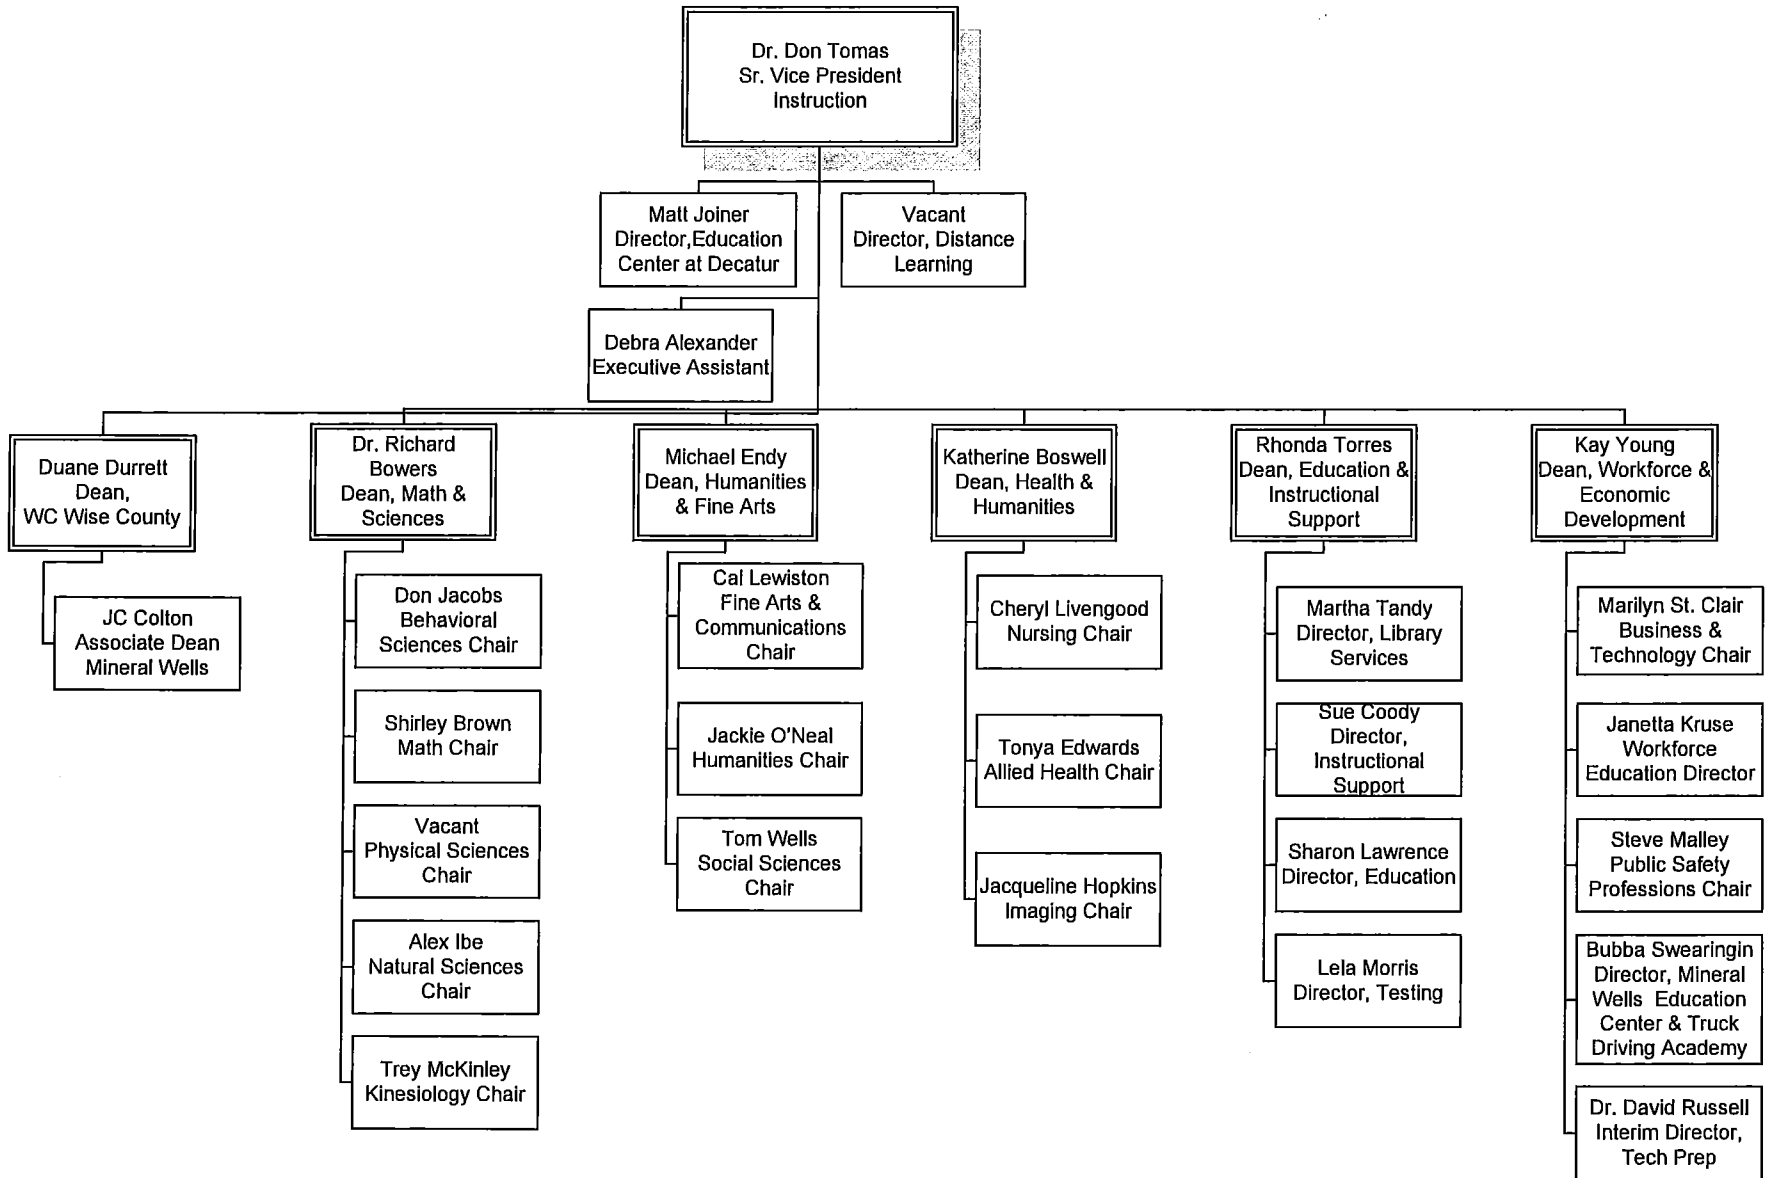 Dr. Don Tomas
Sr. Vice President
Instruction
Matt Joiner
Director,Education
Center at Decatur
Vacant
Director, Distance
Learning
Debra Alexander
Executive Assistant
Duane Durrett
Dean,
WC Wise County
JC Colton
Associate Dean
Mineral Wells
Dr. Richard
Bowers
Dean, Math &
Sciences
Don Jacobs
Behavioral
Sciences Chair
Shirley Brown
Math Chair
Vacant
Physical Sciences
Chair
Alex Ibe
Natural Sciences
Chair
Trey McKinley
Kinesiology Chair
Michael Endy
Dean, Humanities
& Fine Arts
Cal Lewiston
Fine Arts &
Communications
Chair
Jackie O'Neal
Humanities Chair
Tom Wells
Social Sciences
Chair
Katherine Boswell
Dean, Health &
Humanities
Cheryl Livengood
Nursing Chair
Tonya Edwards
Allied Health Chair
Jacqueline Hopkins
Imaging Chair
Rhonda Torres
Dean, Education &
Instructional
Support
Martha Tandy
Director, Library
Services
Sue Coody
Director,
Instructional
Support
Sharon Lawrence
Director, Education
Lela Morris
Director, Testing
Kay Young
Dean, Workforce &
Economic
Development
Marilyn St. Clair
Business &
Technology Chair
Janetta Kruse
Workforce
Education Director
Steve Malley
Public Safety
Professions Chair
Bubba Swearingin
Director, Mineral
Wells Education
Center & Truck
Driving Academy
Dr. David Russell
Interim Director,
Tech Prep